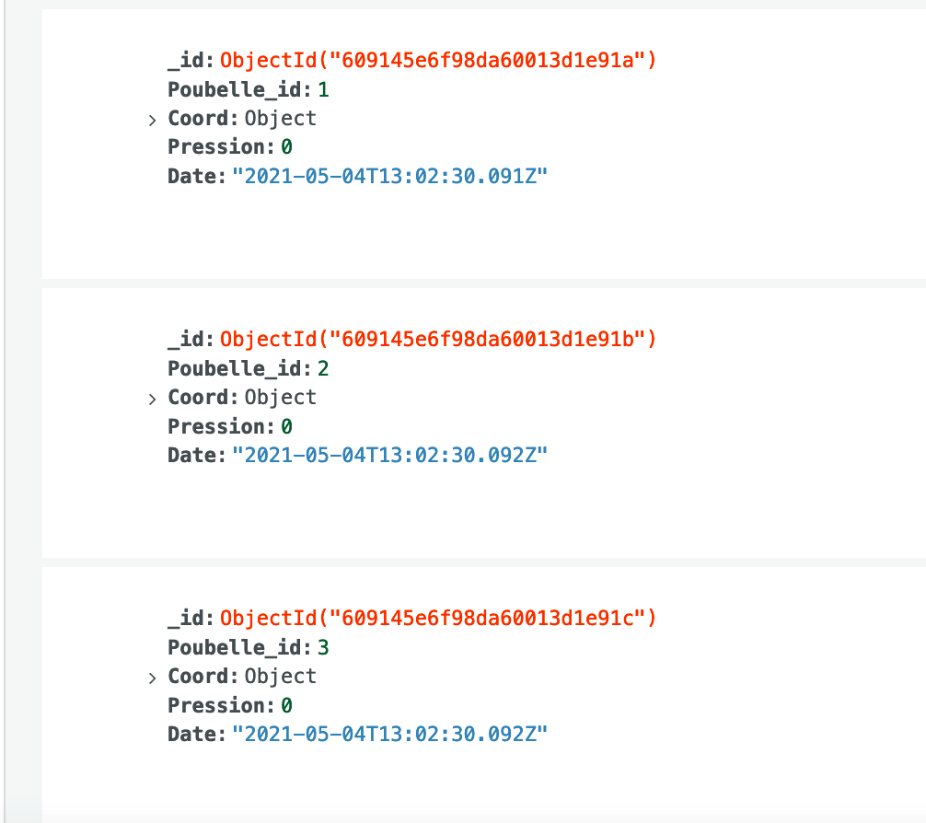 _id: ObjectId("609145e6f98da60013d1e91a")
Poubelle_id: 1
> Coord: Object
Pression: 0
Date: "2021-05-04T13:02:30.091Z"
_id: ObjectId("609145e6f98da60013d1e91b")
Poubelle_id: 2
> Coord: Object
Pression: 0
Date: "2021-05-04T13:02:30.092Z"
_id: ObjectId("609145e6f98da60013d1e91c")
Poubelle_id: 3
> Coord: Object
Pression: 0
Date: "2021-05-04T13:02:30.092Z"